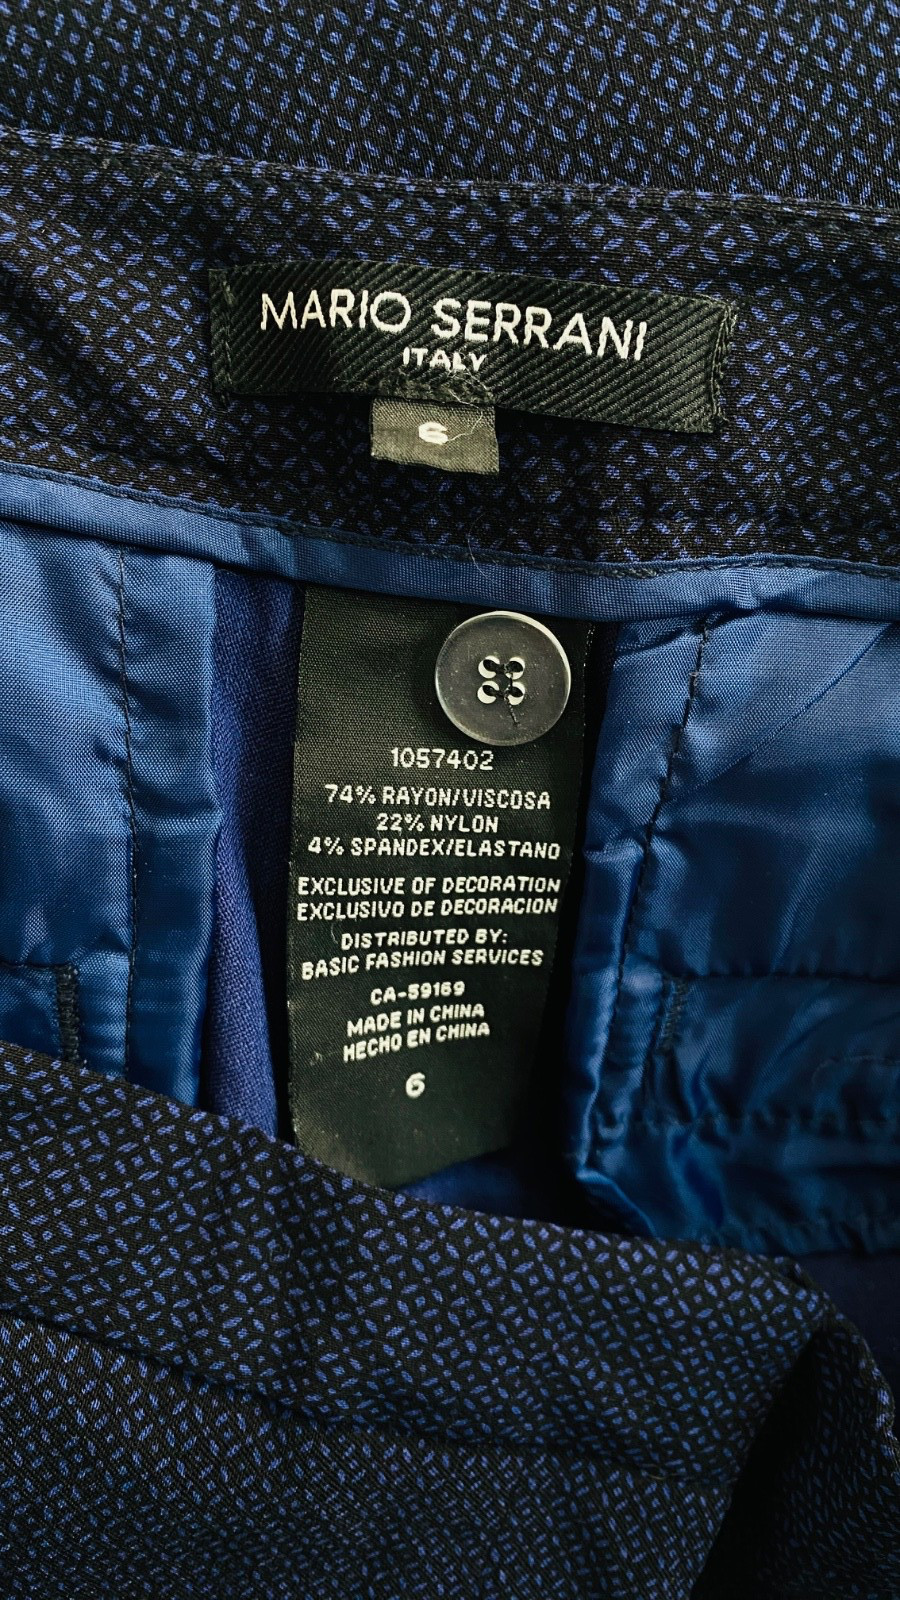 MARIO SERRANI
ITALY
6
1057402
74% RAYON/VISCOSA
22% NYLON
4% SPANDEX/ELASTANO
EXCLUSIVE OF DECORATION
EXCLUSIVO DE DECORACION
DISTRIBUTED BY:
BASIC FASHION SERVICES
CA-59169
MADE IN CHINA
HECHO EN CHINA
6